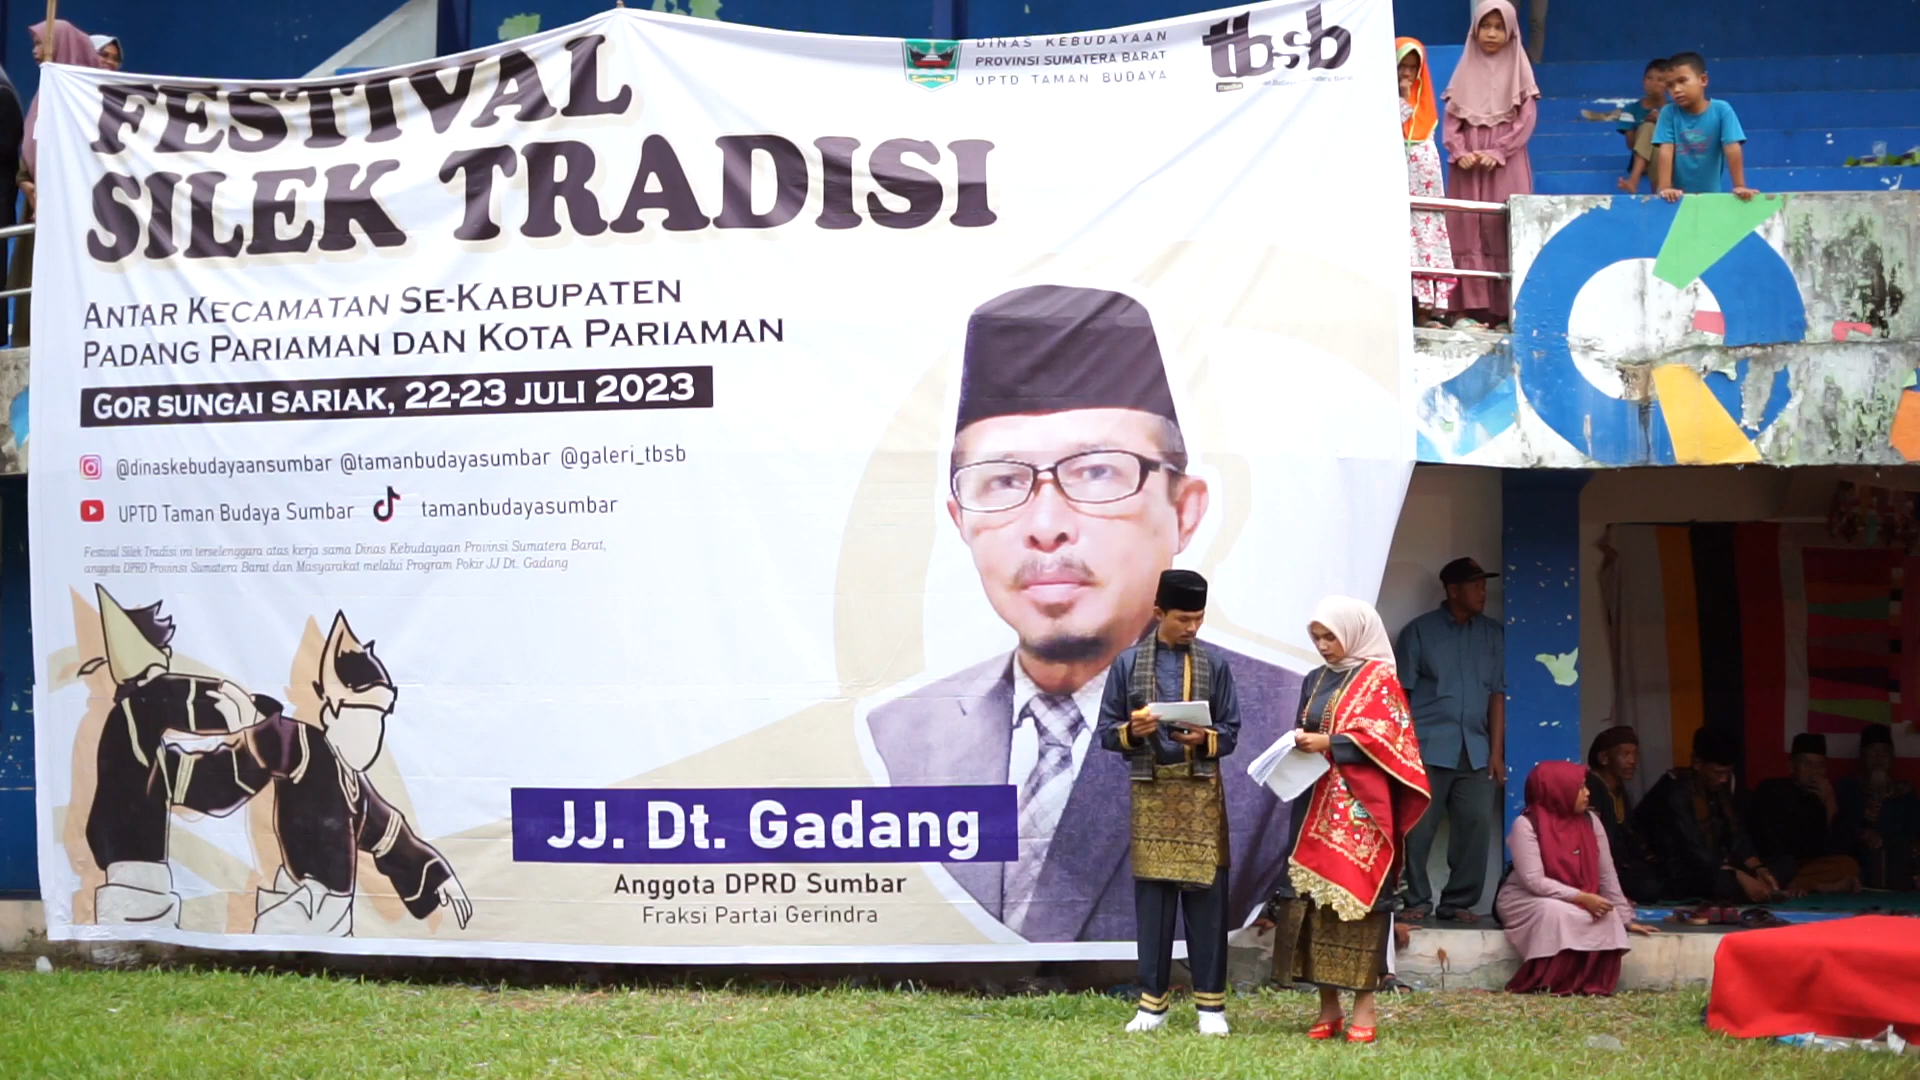 FESTIVAL
SILEK TRADISI
DINAS KEBUDAYAAN
PROVINSI SUMATERA BARAT
UPTD TAMAN BUDAYA
tbsb
ANTAR KECAMATAN SE-KABUPATEN
PADANG PARIAMAN DAN KOTA PARIAMAN
GOR SUNGAI SARIAK, 22-23 JULI 2023
@dinaskebudayaansumbar @tamanbudayasumbar @galeri_tbsb
UPTD Taman Budaya Sumbar tamanbudayasumbar
Festival Silek Tradisi ini terselenggara atas kerja sama Dinas Kebudayaan Provinsi Sumatera Barat,
anggota DPRD Provinsi Sumatera Barat dan Masyarakat melalui Program Pokir JJ Dt. Gadang
JJ. Dt. Gadang
Anggota DPRD Sumbar
Fraksi Partai Gerindra